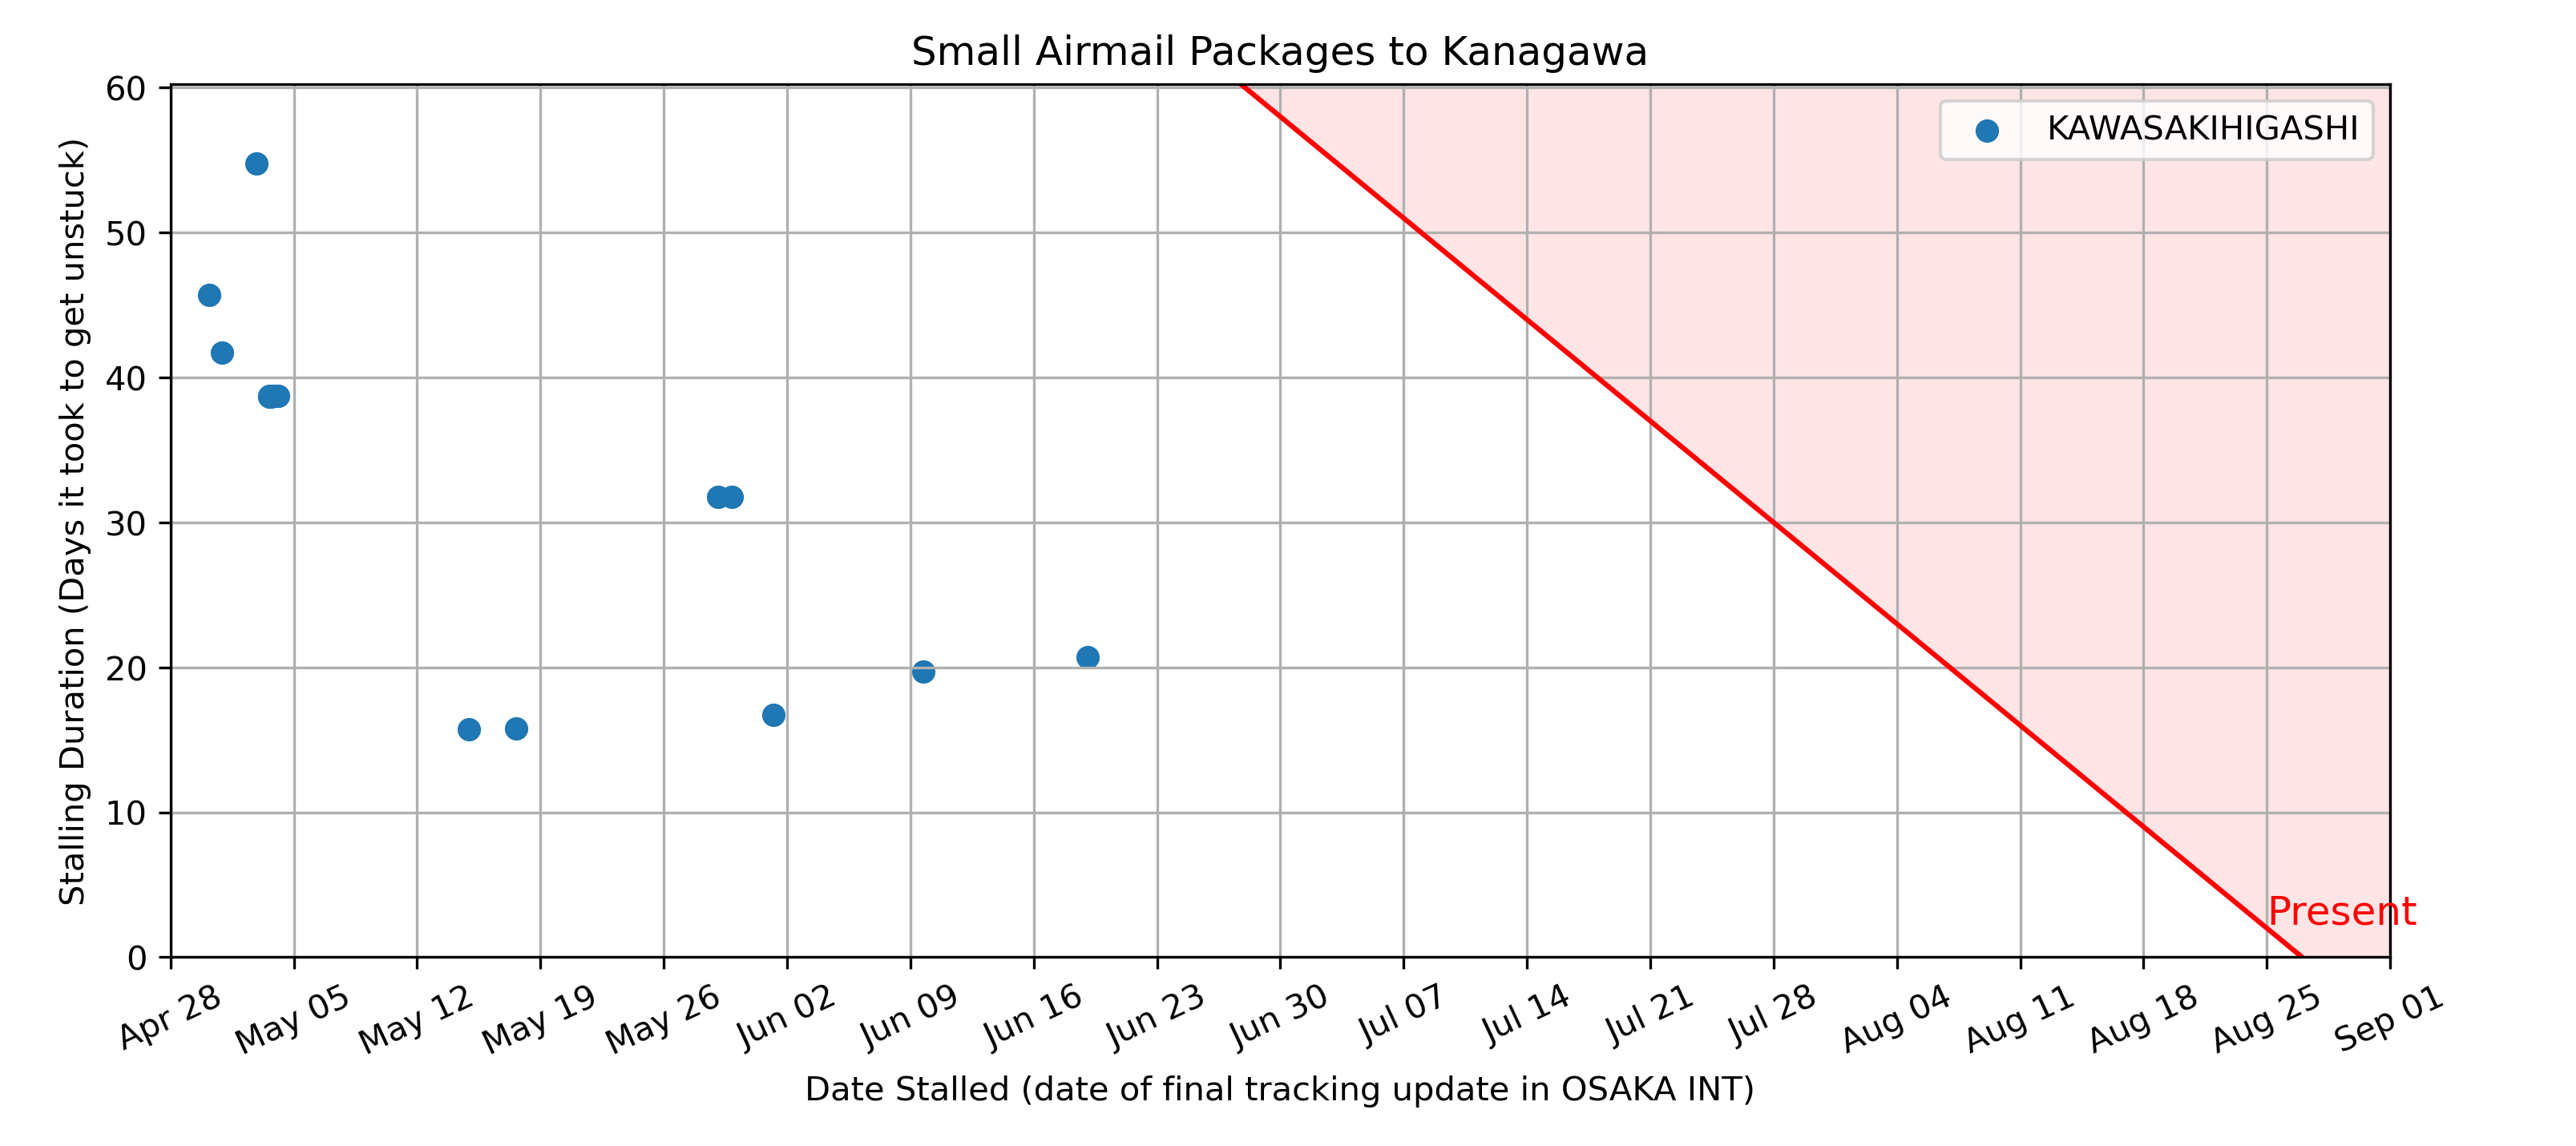 Small Airmail Packages to Kanagawa
KAWASAKIHIGASHI
Stalling Duration (Days it took to get unstuck)
60
50
40
30
20
10
0
Present
Apr 28
May 05
May 12
May 19
May 26
Jun 02
Jun 09
Jun 16
Jun 23
Jun 30
Jul 07
Jul 14
Jul 21
Jul 28
Aug 04
Aug 11
Aug 18
Aug 25
Sep 01
Date Stalled (date of final tracking update in OSAKA INT)